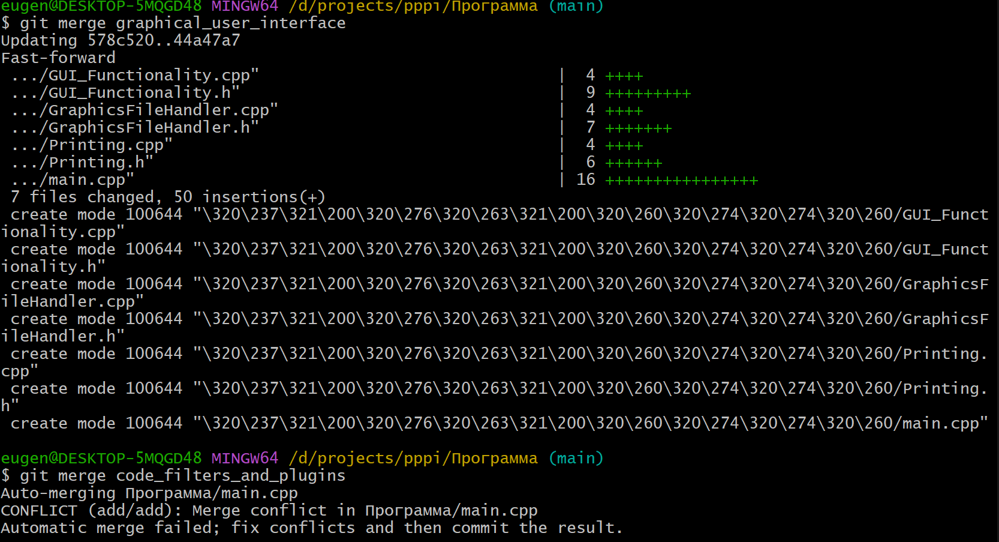 eugen@DESKTOP-5MQGD48 MINGW64 /d/projects/pppi/Программа (main)
$ git merge graphical_user_interface
Updating 578c520..44a47a7
Fast-forward
 .../GUI_Functionality.cpp" | 4 ++++
 .../GUI_Functionality.h" | 9 +++++++++
 .../GraphicsFileHandler.cpp" | 4 ++++
 .../GraphicsFileHandler.h" | 7 +++++++
 .../Printing.cpp" | 4 ++++
 .../Printing.h" | 6 ++++++
 .../main.cpp" | 16 ++++++++++++++++
 7 files changed, 50 insertions(+)
 create mode 100644 "\320\237\321\200\320\276\320\263\321\200\320\260\320\274\320\274\320\260/GUI_Funct
ionality.cpp"
 create mode 100644 "\320\237\321\200\320\276\320\263\321\200\320\260\320\274\320\274\320\260/GUI_Funct
ionality.h"
 create mode 100644 "\320\237\321\200\320\276\320\263\321\200\320\260\320\274\320\274\320\260/GraphicsF
ileHandler.cpp"
 create mode 100644 "\320\237\321\200\320\276\320\263\321\200\320\260\320\274\320\274\320\260/GraphicsF
ileHandler.h"
 create mode 100644 "\320\237\321\200\320\276\320\263\321\200\320\260\320\274\320\274\320\260/Printing.
cpp"
 create mode 100644 "\320\237\321\200\320\276\320\263\321\200\320\260\320\274\320\274\320\260/Printing.
h"
 create mode 100644 "\320\237\321\200\320\276\320\263\321\200\320\260\320\274\320\274\320\260/main.cpp"
eugen@DESKTOP-5MQGD48 MINGW64 /d/projects/pppi/Программа (main)
$ git merge code_filters_and_plugins
Auto-merging Программа/main.cpp
CONFLICT (add/add): Merge conflict in Программа/main.cpp
Automatic merge failed; fix conflicts and then commit the result.